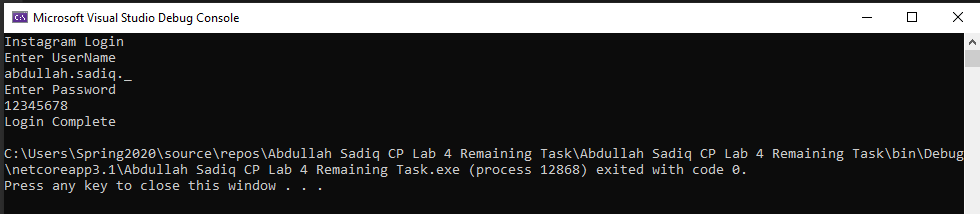 Microsoft Visual Studio Debug Console
Instagram Login
Enter UserName
abdullah.sadiq._
Enter Password
12345678
Login Complete
C:\Users\Spring2020\source\repos\Abdullah Sadiq CP Lab 4 Remaining Task\Abdullah Sadiq CP Lab 4 Remaining Task\bin\Debug
\netcoreapp3.1\Abdullah Sadiq CP Lab 4 Remaining Task.exe (process 12868) exited with code 0.
Press any key to close this window . . .